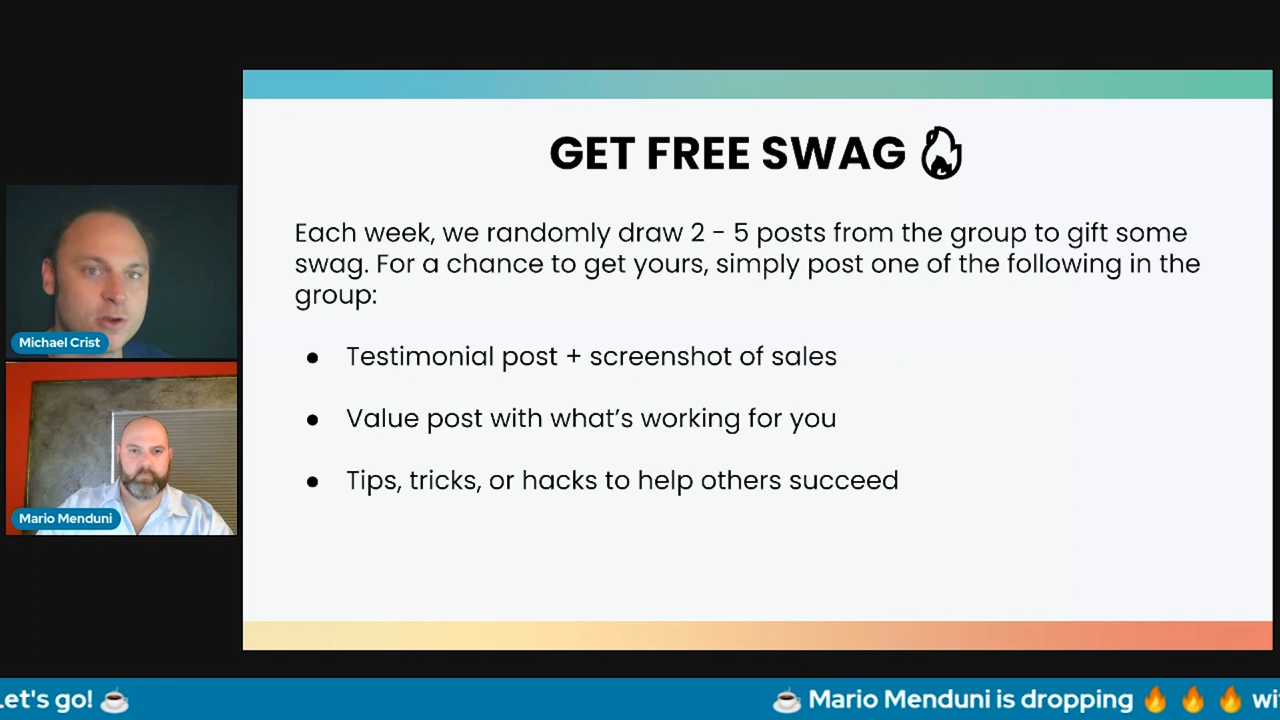 GET FREE SWAG
Each week, we randomly draw 2 - 5 posts from the group to gift some
swag. For a chance to get yours, simply post one of the following in the
group:
● Testimonial post + screenshot of sales
● Value post with what's working for you
● Tips, tricks, or hacks to help others succeed
Michael Crist
Mario Menduni
Let's go! ☕ ☕ Mario Menduni is dropping 🔥 🔥 🔥